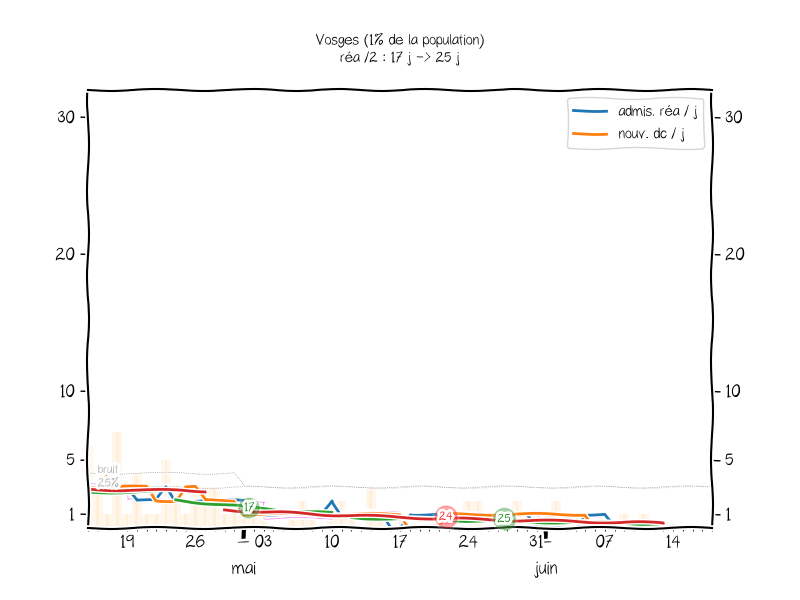 Vosges (1% de la population)
réa /2 : 17 j -> 25 j
admis. réa / j
nouv. dc / j
30
30
20
20
10
10
5
5
1
1
bruit
25%
17
24
25
19 26 03 10 17 24 31 07 14
mai juin